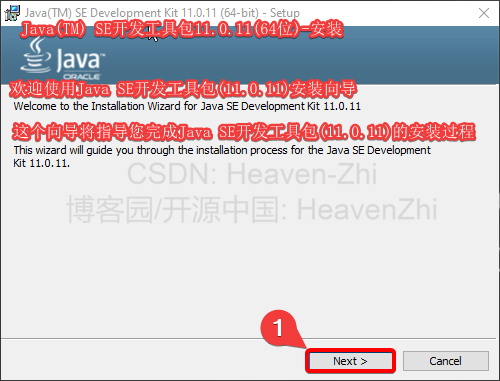 Java(TM) SE Development Kit 11.0.11 (64-bit) - Setup
Java(TM) SE开发工具包11.0.11(64位)-安装
Java
ORACLE
欢迎使用Java SE开发工具包(11.0.11)安装向导
Welcome to the Installation Wizard for Java SE Development Kit 11.0.11
这个向导将指导您完成Java SE开发工具包(11.0.11)的安装过程
This wizard will guide you through the installation process for the Java SE Development
Kit 11.0.11.
CSDN: Heaven-Zhi
博客园/开源中国: HeavenZhi
1
Next >
Cancel